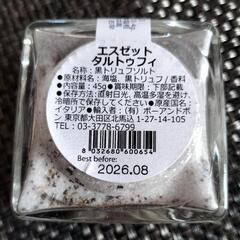 エスゼット
タルトゥフィ
名称：黒トリュフソルト
●原材料名：海塩、黒トリュフ / 香料
●内容量：45g●賞味期限：下部記載
●保存方法：直射日光、高温多湿を避け、
冷暗所で保存してください。●原産国名：
イタリア●輸入者：（有）ボーアンドボン
東京都大田区北馬込 1-27-14-105
TEL：03-3778-6799
8 032680 600654
Best before:
2026.08